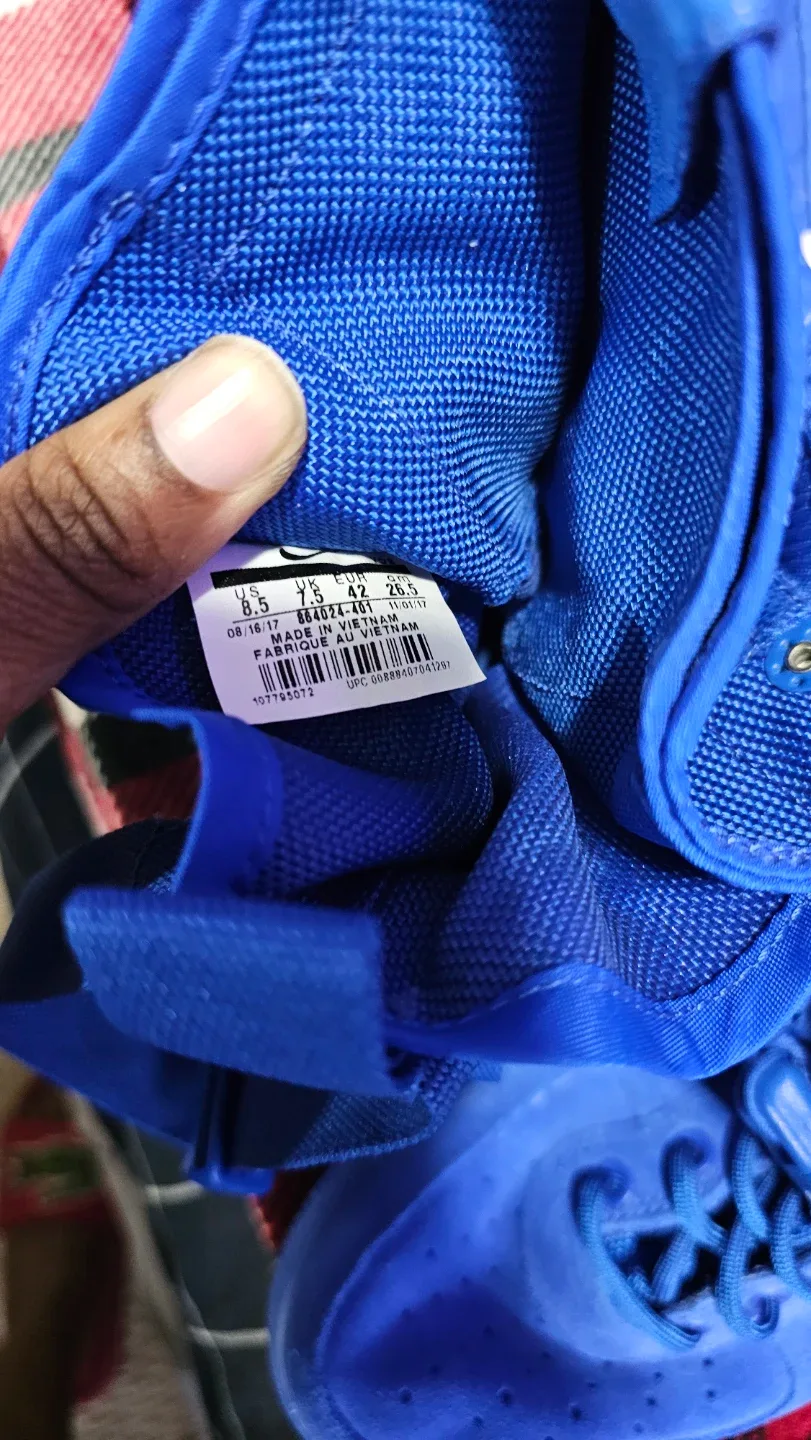 US UK EUR cm
8.5 7.5 42 26.5
08/16/17 864024-401 11/01/17
MADE IN VIETNAM
FABRIQUE AU VIETNAM
107795072 UPC 00888407041297